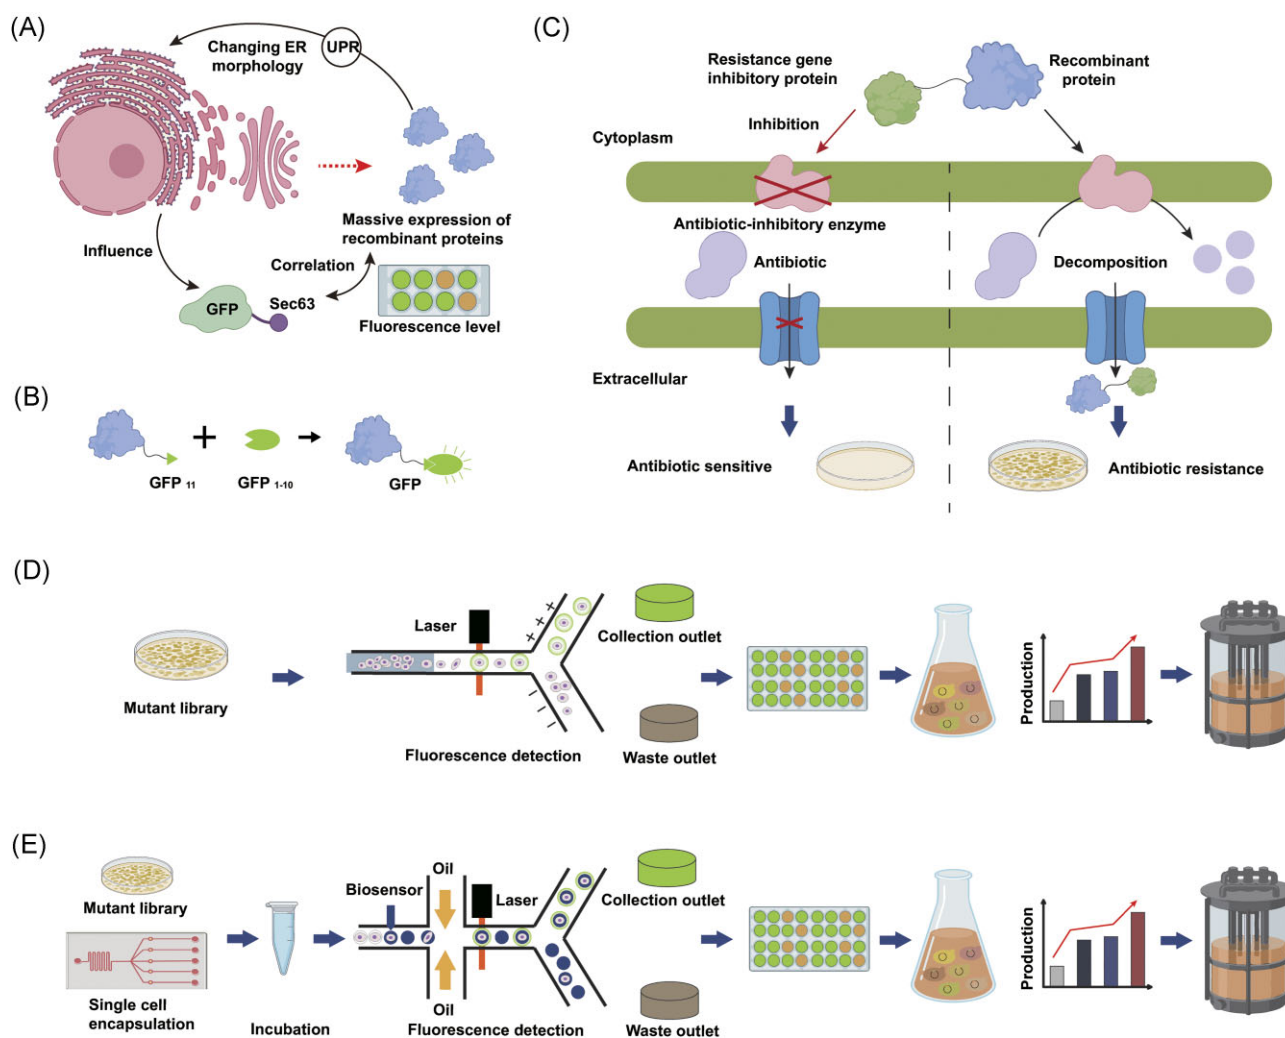 (A)
UPR
Changing ER
morphology
Massive expression of
recombinant proteins
Influence
Correlation
GFP
Sec63
Fluorescence level
(B)
GFP 11
GFP 1-10
GFP
(C)
Resistance gene
inhibitory protein
Recombinant
protein
Inhibition
Cytoplasm
Antibiotic-inhibitory enzyme
Antibiotic
Decomposition
Extracellular
Antibiotic sensitive
Antibiotic resistance
(D)
Mutant library
Laser
+ + +
− − −
Fluorescence detection
Collection outlet
Waste outlet
Production
(E)
Mutant library
Single cell
encapsulation
Incubation
Biosensor
Oil
Laser
Oil
Fluorescence detection
Collection outlet
Waste outlet
Production